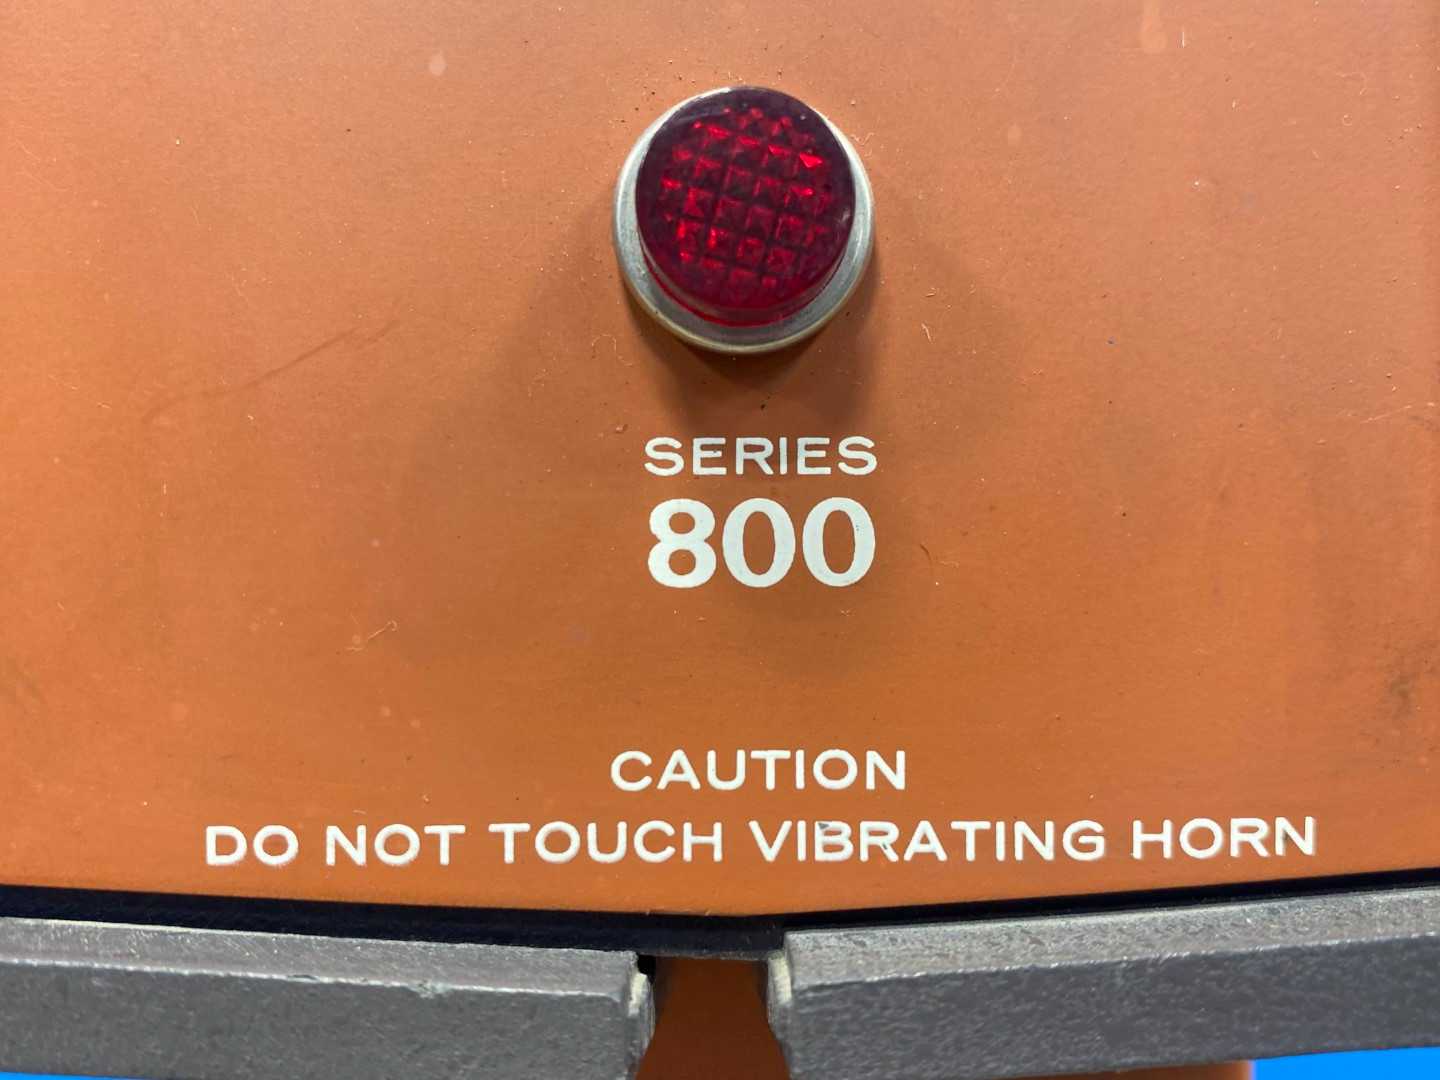 SERIES
800
CAUTION
DO NOT TOUCH VIBRATING HORN